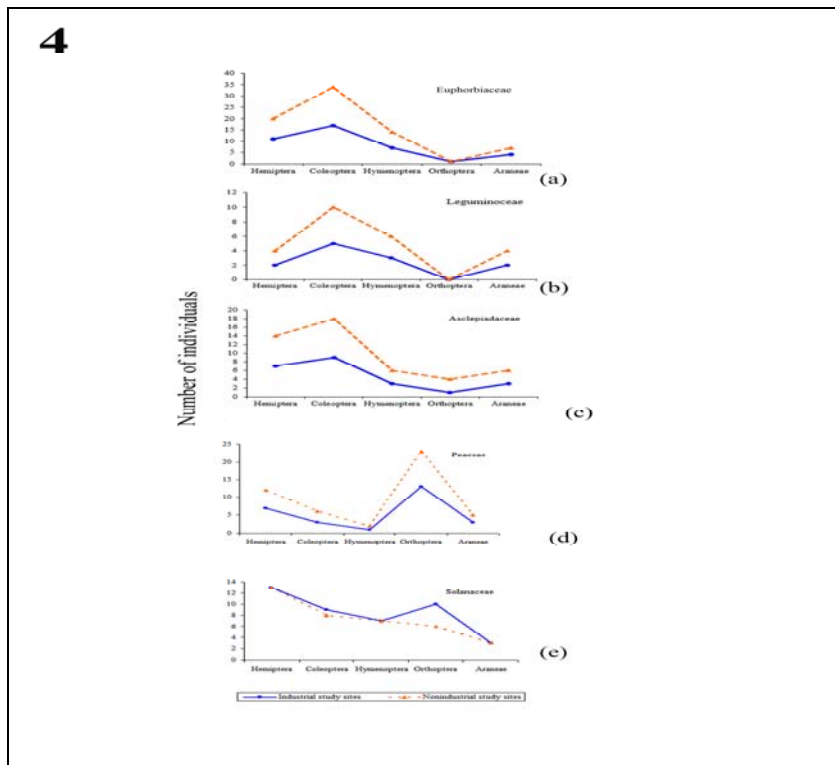 4
Number of individuals
40
35
30
25
20
15
10
5
0
Euphorbiaceae
Hemiptera Coleoptera Hymenoptera Orthoptera Araneae
(a)
12
10
8
6
4
2
0
Leguminoceae
Hemiptera Coleoptera Hymenoptera Orthoptera Araneae
(b)
20
18
16
14
12
10
8
6
4
2
0
Asclepiadaceae
Hemiptera Coleoptera Hymenoptera Orthoptera Araneae
(c)
25
20
15
10
5
0
Hemiptera Coleoptera Hymenoptera Orthoptera Araneae
(d)
14
12
10
8
6
4
2
0
Solanaceae
Hemiptera Coleoptera Hymenoptera Orthoptera Araneae
(e)
Industrial study sites Nonindustrial study sites